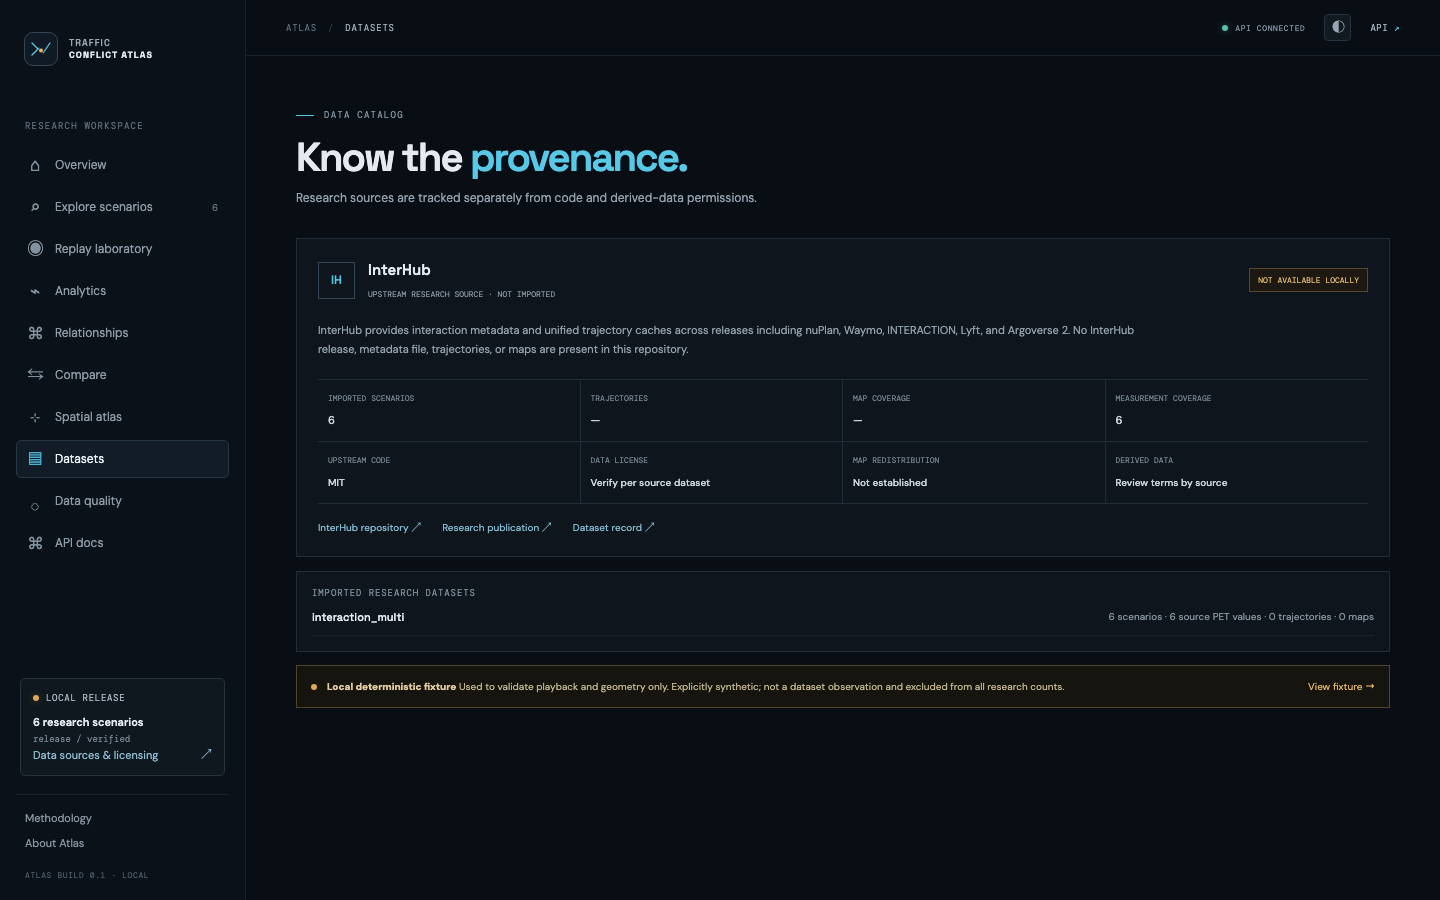 TRAFFIC
CONFLICT ATLAS
RESEARCH WORKSPACE
Overview
Explore scenarios 6
Replay laboratory
Analytics
Relationships
Compare
Spatial atlas
Datasets
Data quality
API docs
LOCAL RELEASE
6 research scenarios
release / verified
Data sources & licensing ↗
Methodology
About Atlas
ATLAS BUILD 0.1 · LOCAL
ATLAS / DATASETS
API CONNECTED
API ↗
DATA CATALOG
Know the provenance.
Research sources are tracked separately from code and derived-data permissions.
IH
InterHub
UPSTREAM RESEARCH SOURCE · NOT IMPORTED
NOT AVAILABLE LOCALLY
InterHub provides interaction metadata and unified trajectory caches across releases including nuPlan, Waymo, INTERACTION, Lyft, and Argoverse 2. No InterHub
release, metadata file, trajectories, or maps are present in this repository.
IMPORTED SCENARIOS
6
TRAJECTORIES
—
MAP COVERAGE
—
MEASUREMENT COVERAGE
6
UPSTREAM CODE
MIT
DATA LICENSE
Verify per source dataset
MAP REDISTRIBUTION
Not established
DERIVED DATA
Review terms by source
InterHub repository ↗ Research publication ↗ Dataset record ↗
IMPORTED RESEARCH DATASETS
interaction_multi 6 scenarios · 6 source PET values · 0 trajectories · 0 maps
Local deterministic fixture Used to validate playback and geometry only. Explicitly synthetic; not a dataset observation and excluded from all research counts. View fixture →